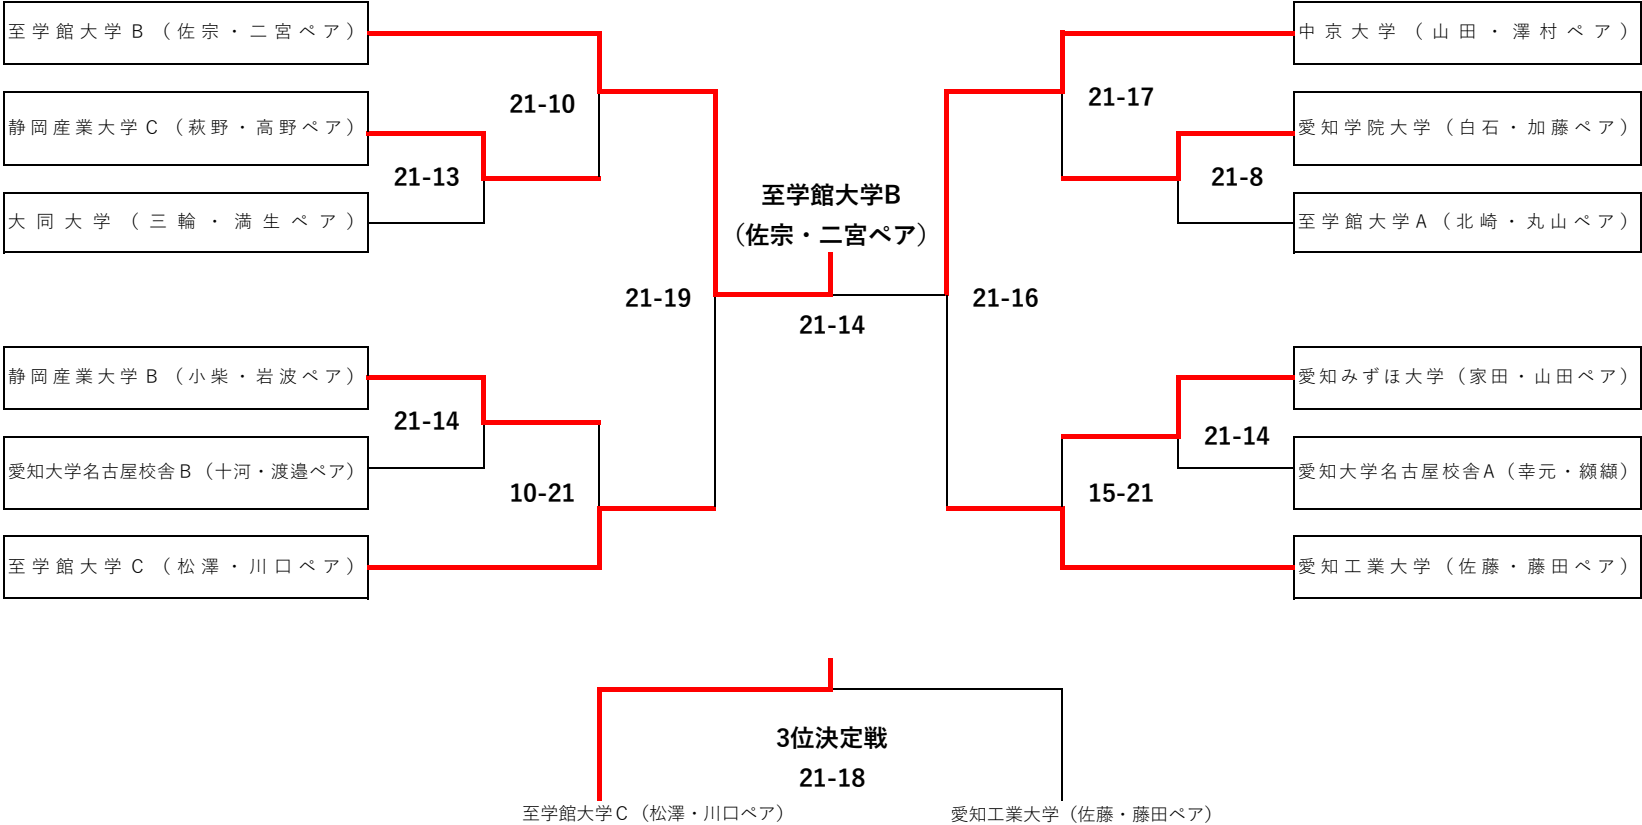 至学館大学B（佐宗・二宮ペア）
静岡産業大学C（萩野・高野ペア）
大同大学（三輪・満生ペア）
静岡産業大学B（小柴・岩波ペア）
愛知大学名古屋校舎B（十河・渡邉ペア）
至学館大学C（松澤・川口ペア）
21-10
21-13
21-19
21-14
10-21
至学館大学B
（佐宗・二宮ペア）
21-14
中京大学（山田・澤村ペア）
愛知学院大学（白石・加藤ペア）
至学館大学A（北崎・丸山ペア）
愛知みずほ大学（家田・山田ペア）
愛知大学名古屋校舎A（幸元・纐纈）
愛知工業大学（佐藤・藤田ペア）
21-17
21-8
21-16
21-14
15-21
3位決定戦
21-18
至学館大学C（松澤・川口ペア）
愛知工業大学（佐藤・藤田ペア）